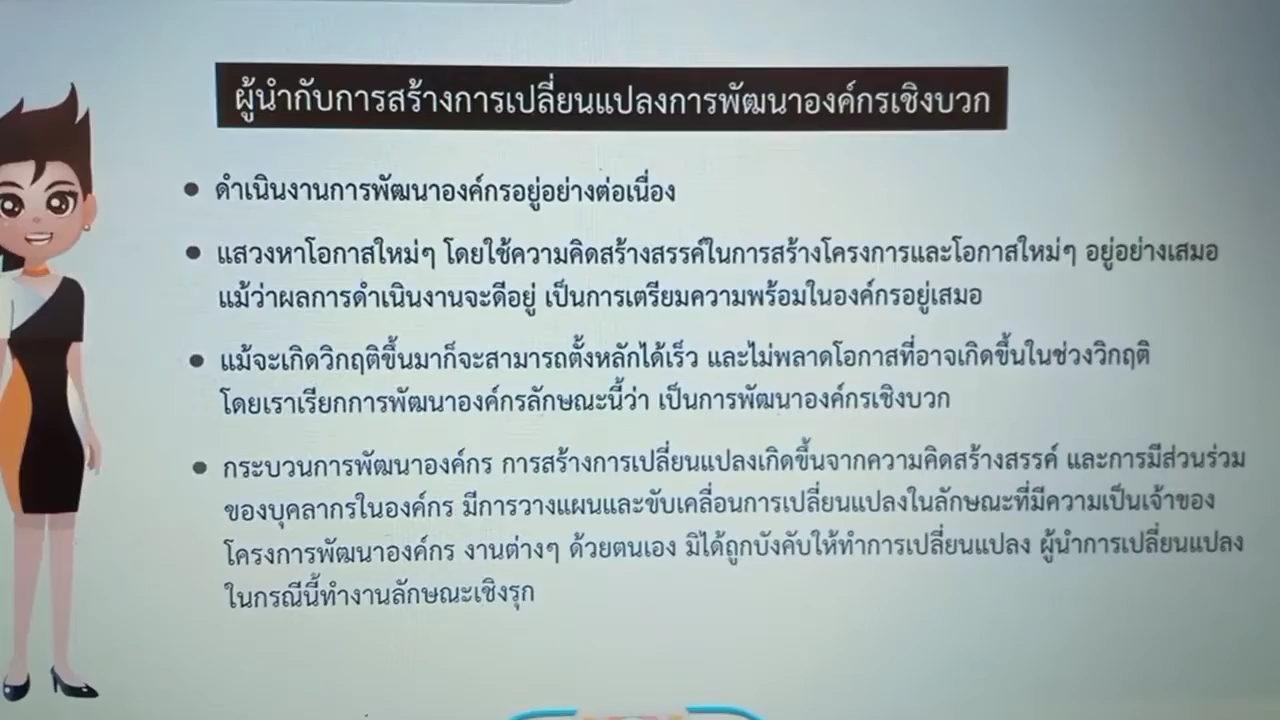 ผู้นำกับการสร้างการเปลี่ยนแปลงการพัฒนาองค์กรเชิงบวก
● ดำเนินงานการพัฒนาองค์กรอยู่อย่างต่อเนื่อง
● แสวงหาโอกาสใหม่ๆ โดยใช้ความคิดสร้างสรรค์ในการสร้างโครงการและโอกาสใหม่ๆ อยู่อย่างเสมอ
แม้ว่าผลการดำเนินงานจะดีอยู่ เป็นการเตรียมความพร้อมในองค์กรอยู่เสมอ
● แม้จะเกิดวิกฤติขึ้นมาก็จะสามารถตั้งหลักได้เร็ว และไม่พลาดโอกาสที่อาจเกิดขึ้นในช่วงวิกฤติ
โดยเราเรียกการพัฒนาองค์กรลักษณะนี้ว่า เป็นการพัฒนาองค์กรเชิงบวก
● กระบวนการพัฒนาองค์กร การสร้างการเปลี่ยนแปลงเกิดขึ้นจากความคิดสร้างสรรค์ และการมีส่วนร่วม
ของบุคลากรในองค์กร มีการวางแผนและขับเคลื่อนการเปลี่ยนแปลงในลักษณะที่มีความเป็นเจ้าของ
โครงการพัฒนาองค์กร งานต่างๆ ด้วยตนเอง มิได้ถูกบังคับให้ทำการเปลี่ยนแปลง ผู้นำการเปลี่ยนแปลง
ในกรณีนี้ทำงานลักษณะเชิงรุก